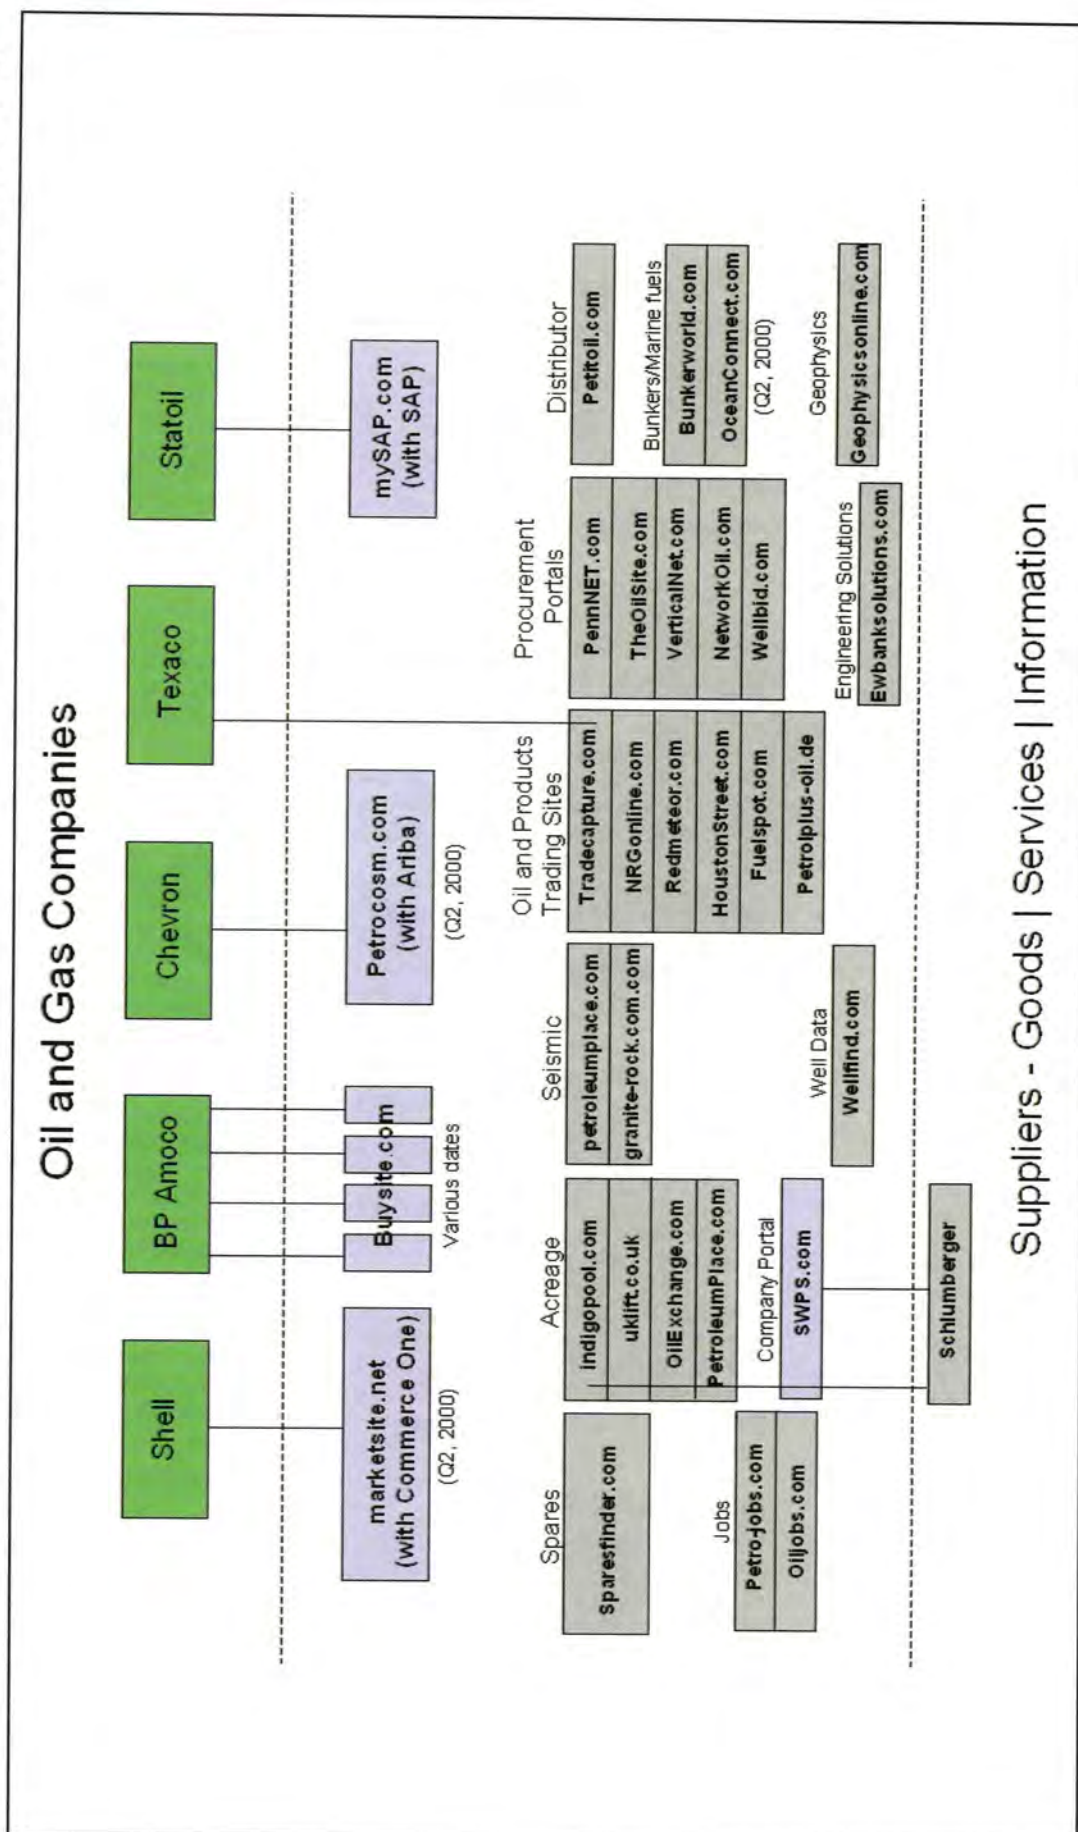 Oil and Gas Companies
Shell
BP Amoco
Chevron
Texaco
Statoil
marketsite.net
(with Commerce One)
(Q2, 2000)
Buysite.com
Various dates
Petrocosm.com
(with Ariba)
(Q2, 2000)
mySAP.com
(with SAP)
Spares
Sparesfinder.com
Acreage
indigopool.com
uklift.co.uk
OilExchange.com
PetroleumPlace.com
Seismic
petroleumplace.com
granite-rock.com.com
Oil and Products
Trading Sites
Tradecapture.com
NRGonline.com
Redmeteor.com
HoustonStreet.com
Fuelspot.com
Petrolplus-oil.de
Procurement
Portals
PennNET.com
TheOilSite.com
VerticalNet.com
NetworkOil.com
Wellbid.com
Distributor
Petitoil.com
Bunkers/Marine fuels
Bunkerworld.com
OceanConnect.com
(Q2, 2000)
Jobs
Petro-jobs.com
Oiljobs.com
Company Portal
SWPS.com
Well Data
Wellfind.com
Engineering Solutions
Ewbanksolutions.com
Geophysics
Geophysicsonline.com
Schlumberger
Suppliers - Goods | Services | Information